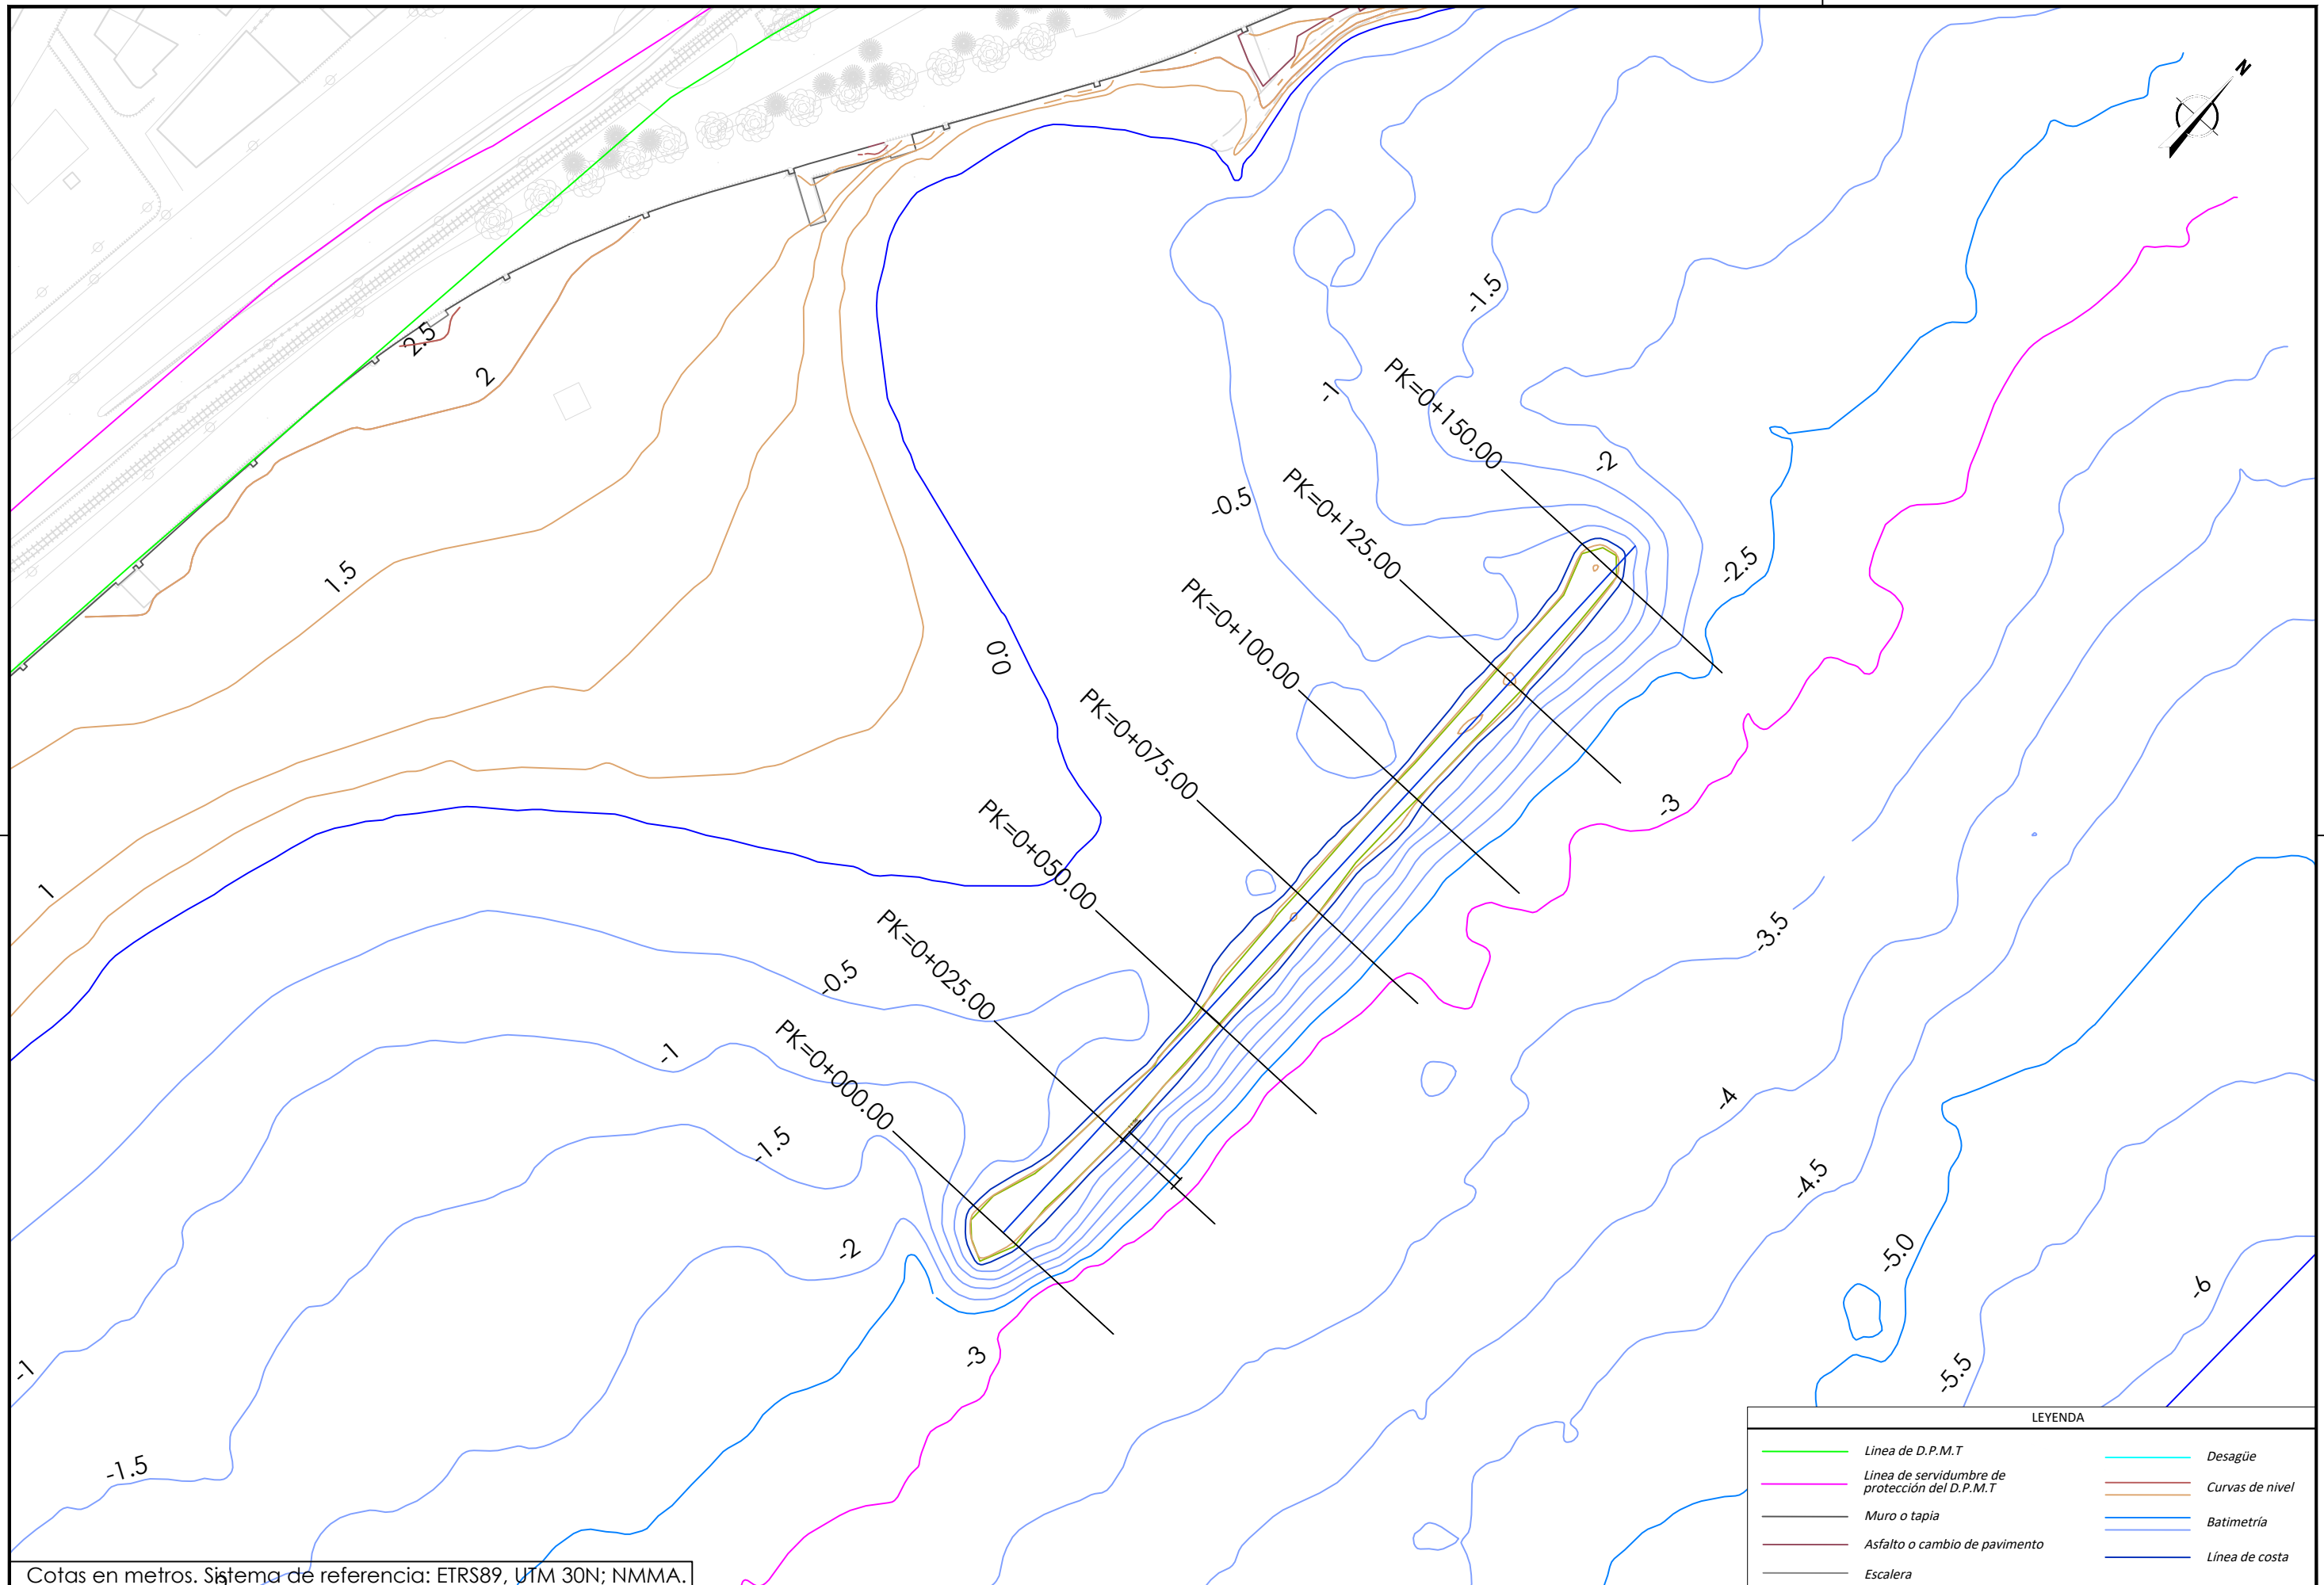 N
-1.5
PK=0+150.00
2.5
2
-1
-2
PK=0+125.00
-0.5
-2.5
PK=0+100.00
1.5
0.0
PK=0+075.00
-3
PK=0+050.00
1
PK=0+025.00
-3.5
-0.5
PK=0+000.00
-1
-4
-1.5
-4.5
-2
-5.0
-6
-3
-1
-5.5
-1.5
LEYENDA
Linea de D.P.M.T
Linea de servidumbre de
protección del D.P.M.T
Muro o tapia
Asfalto o cambio de pavimento
Escalera
Desagüe
Curvas de nivel
Batimetría
Línea de costa
Cotas en metros. Sistema de referencia: ETRS89, UTM 30N; NMMA.